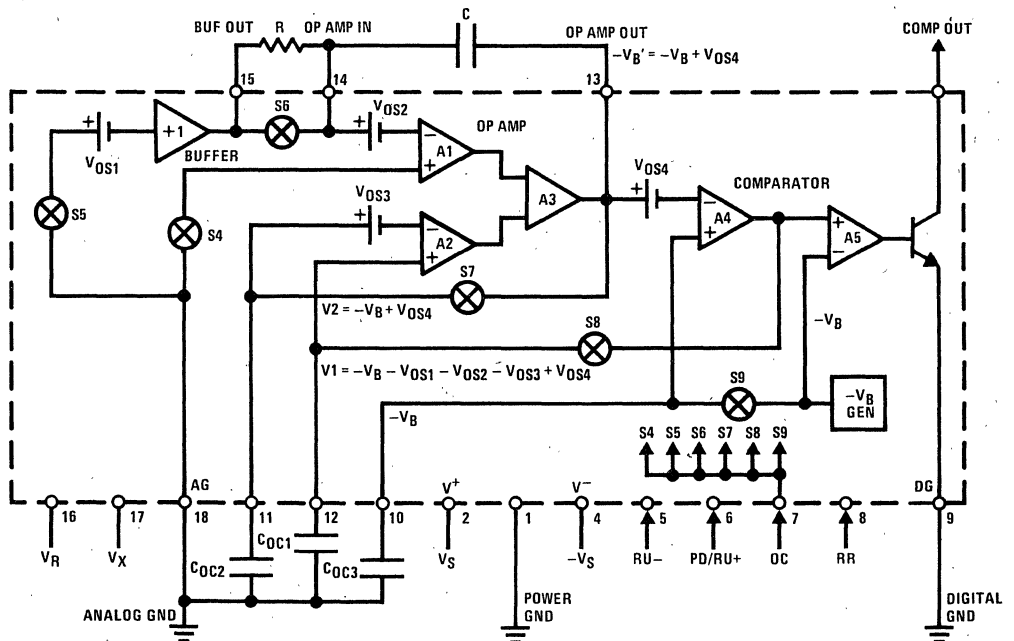 BUF OUT R OP AMP IN C OP AMP OUT COMP OUT
−VB' = −VB + VOS4
15 14 13
S6
VOS2
+ +1 + − OP AMP
BUFFER A1
VOS1 +
VOS4
VOS3 + COMPARATOR
S5 S4 + − A3 + − A4 + A5
A2 + −
+ S7
V2 = −VB + VOS4
S8 −VB
V1 = −VB − VOS1 − VOS2 − VOS3 + VOS4
S9 −VB
−VB GEN
S4 S5 S6 S7 S8 S9
AG V+ V− DG
16 17 18 11 12 10 2 1 4 5 6 7 8 9
VR VX COC1 VS −VS RU− PD/RU+ OC RR
COC2 COC3
ANALOG GND POWER DIGITAL
GND GND